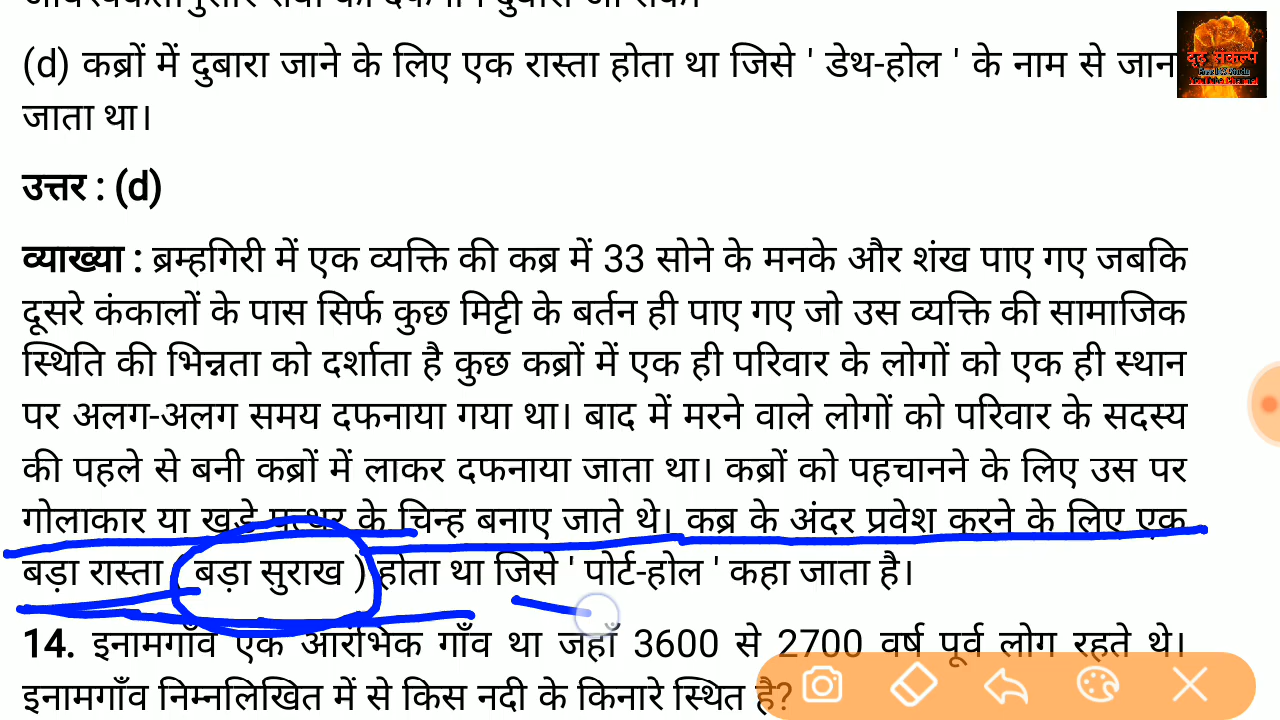 (d) कब्रों में दुबारा जाने के लिए एक रास्ता होता था जिसे ' डेथ-होल ' के नाम से जाना
जाता था।
उत्तर : (d)
व्याख्या : ब्रम्हगिरी में एक व्यक्ति की कब्र में 33 सोने के मनके और शंख पाए गए जबकि
दूसरे कंकालों के पास सिर्फ कुछ मिट्टी के बर्तन ही पाए गए जो उस व्यक्ति की सामाजिक
स्थिति की भिन्नता को दर्शाता है कुछ कब्रों में एक ही परिवार के लोगों को एक ही स्थान
पर अलग-अलग समय दफनाया गया था। बाद में मरने वाले लोगों को परिवार के सदस्य
की पहले से बनी कब्रों में लाकर दफनाया जाता था। कब्रों को पहचानने के लिए उस पर
गोलाकार या खड़े पत्थर के चिन्ह बनाए जाते थे। कब्र के अंदर प्रवेश करने के लिए एक
बड़ा रास्ता ( बड़ा सुराख ) होता था जिसे ' पोर्ट-होल ' कहा जाता है।
14. इनामगाँव एक आरंभिक गाँव था जहाँ 3600 से 2700 वर्ष पूर्व लोग रहते थे।
इनामगाँव निम्नलिखित में से किस नदी के किनारे स्थित है?
दृढ़ संकल्प